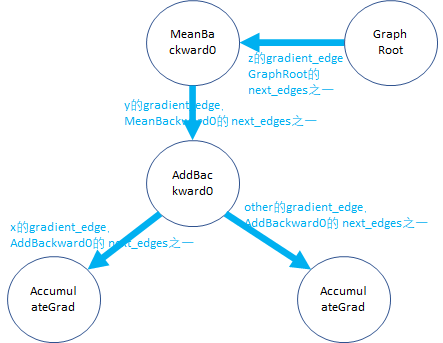 MeanBa
ckward0
Graph
Root
z的gradient_edge
GraphRoot的
next_edges之一
y的gradient_edge、
MeanBackward0的 next_edges之一
AddBac
kward0
x的gradient_edge、
AddBackward0的 next_edges之一
other的gradient_edge、
AddBackward0的 next_edges之一
Accumul
ateGrad
Accumul
ateGrad